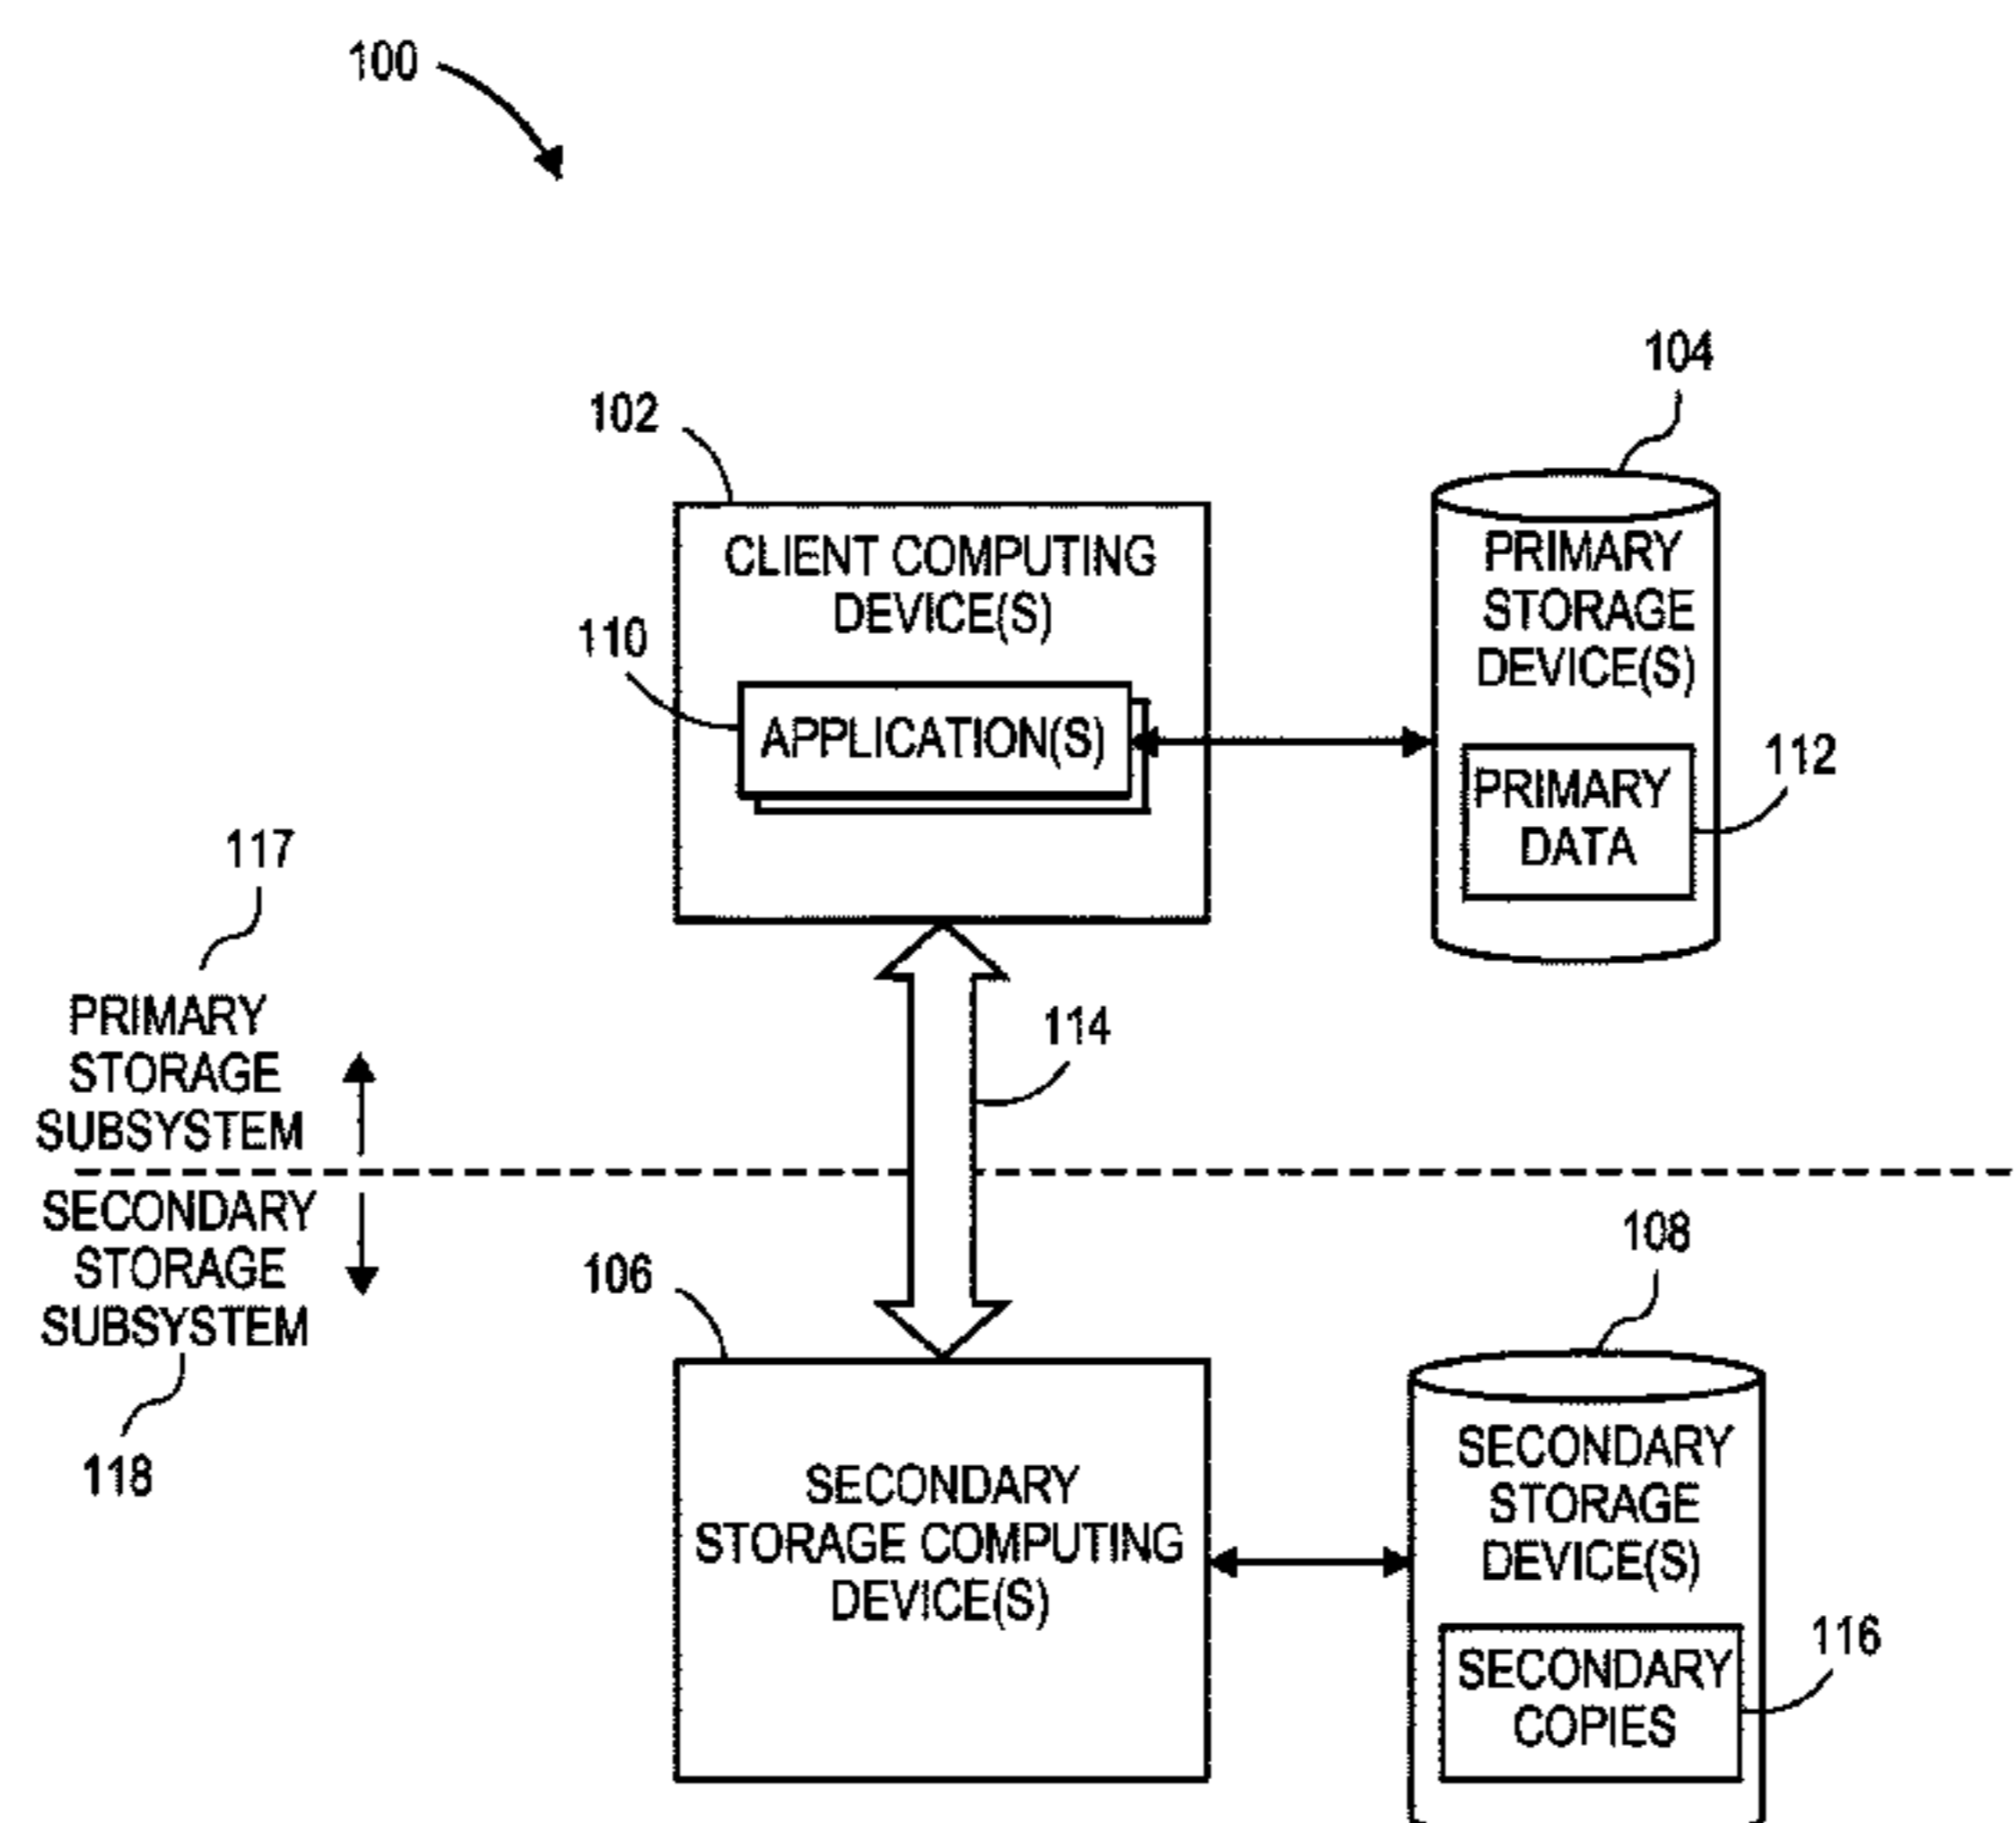 100
104
102
CLIENT COMPUTING
DEVICE(S)
110
APPLICATION(S)
PRIMARY
STORAGE
DEVICE(S)
PRIMARY
DATA
112
117
PRIMARY
STORAGE
SUBSYSTEM
114
SECONDARY
STORAGE
SUBSYSTEM
118
106
108
SECONDARY
STORAGE COMPUTING
DEVICE(S)
SECONDARY
STORAGE
DEVICE(S)
SECONDARY
COPIES
116